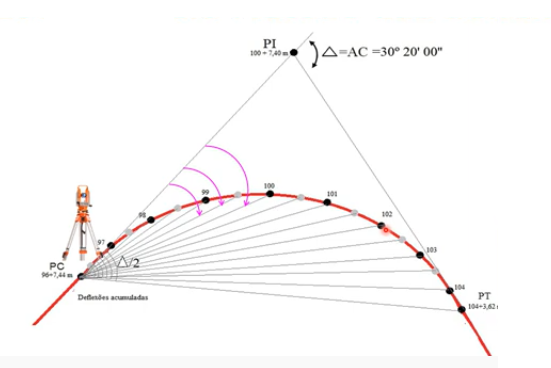 PI
100 + 7,40 m
△=AC =30º 20' 00"
99
100
101
98
102
97
103
△/2
PC
96+7,44 m
104
PT
104+3,62
Deflexões acumuladas